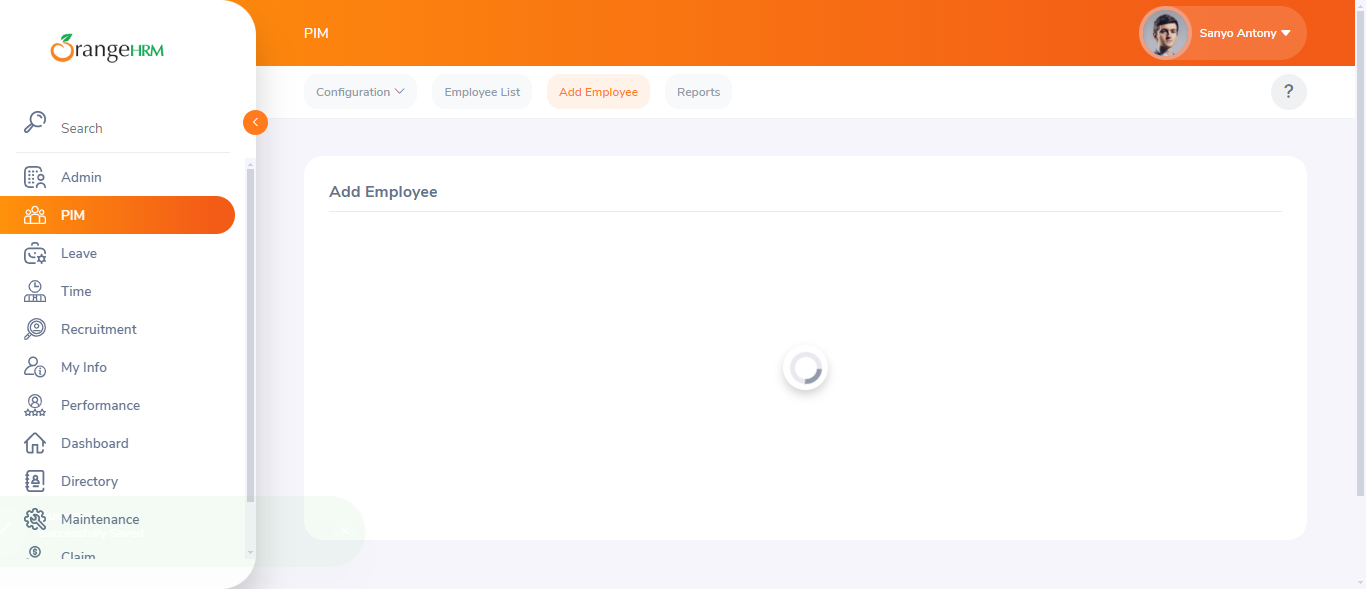 OrangeHRM
PIM
Sanyo Antony
Configuration
Employee List
Add Employee
Reports
?
Search
Admin
PIM
Leave
Time
Recruitment
My Info
Performance
Dashboard
Directory
Maintenance
Claim
Add Employee